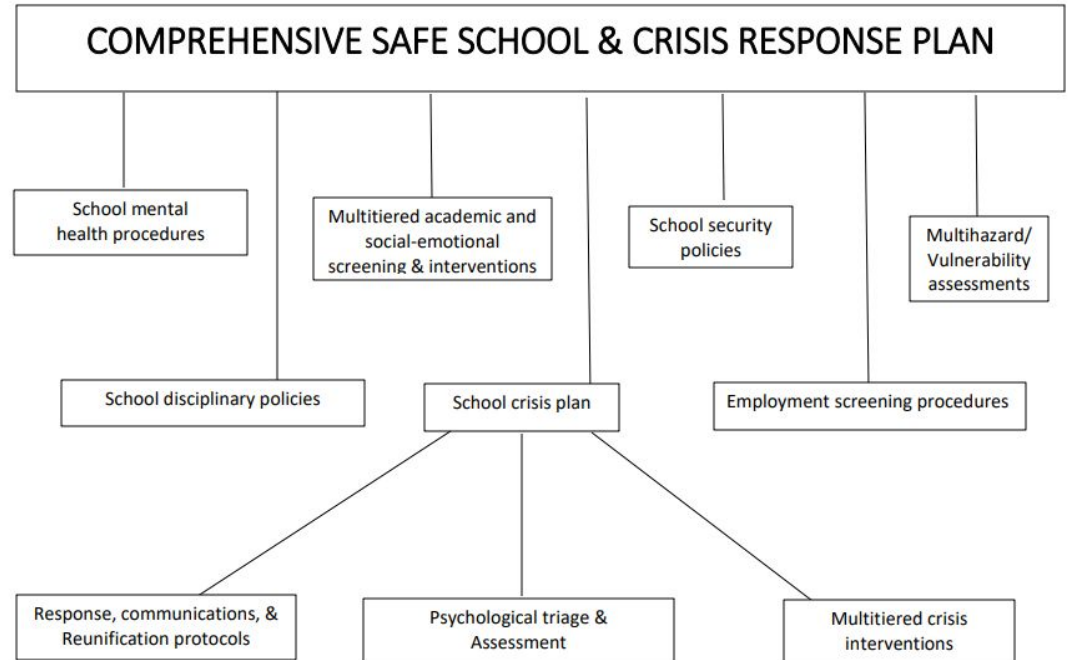 COMPREHENSIVE SAFE SCHOOL & CRISIS RESPONSE PLAN
School mental
health procedures
Multitiered academic and
social-emotional
screening & interventions
School security
policies
Multihazard/
Vulnerability
assessments
School disciplinary policies
School crisis plan
Employment screening procedures
Response, communications, &
Reunification protocols
Psychological triage &
Assessment
Multitiered crisis
interventions